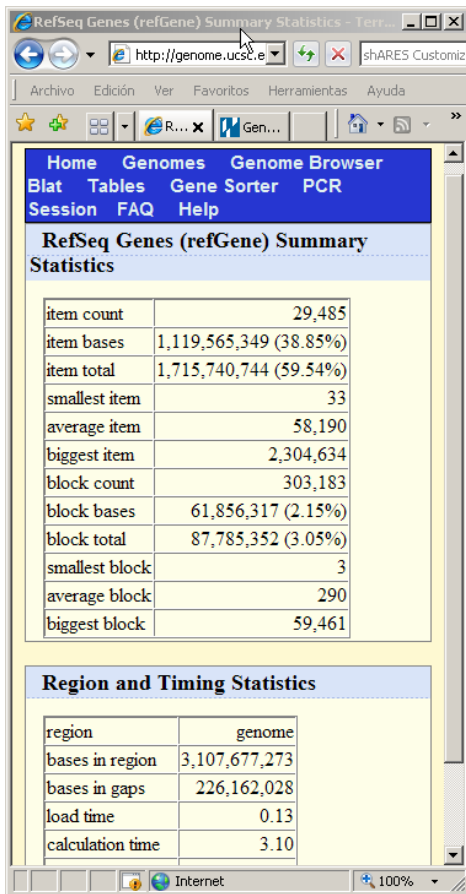 RefSeq Genes (refGene) Summary Statistics - Terr...
http://genome.ucsc.e
shARES Customiz
Archivo Edición Ver Favoritos Herramientas Ayuda
R... Gen... »
Home Genomes Genome Browser
Blat Tables Gene Sorter PCR
Session FAQ Help
RefSeq Genes (refGene) Summary
Statistics
item count 29,485
item bases 1,119,565,349 (38.85%)
item total 1,715,740,744 (59.54%)
smallest item 33
average item 58,190
biggest item 2,304,634
block count 303,183
block bases 61,856,317 (2.15%)
block total 87,785,352 (3.05%)
smallest block 3
average block 290
biggest block 59,461
Region and Timing Statistics
region genome
bases in region 3,107,677,273
bases in gaps 226,162,028
load time 0.13
calculation time 3.10
Internet 100%